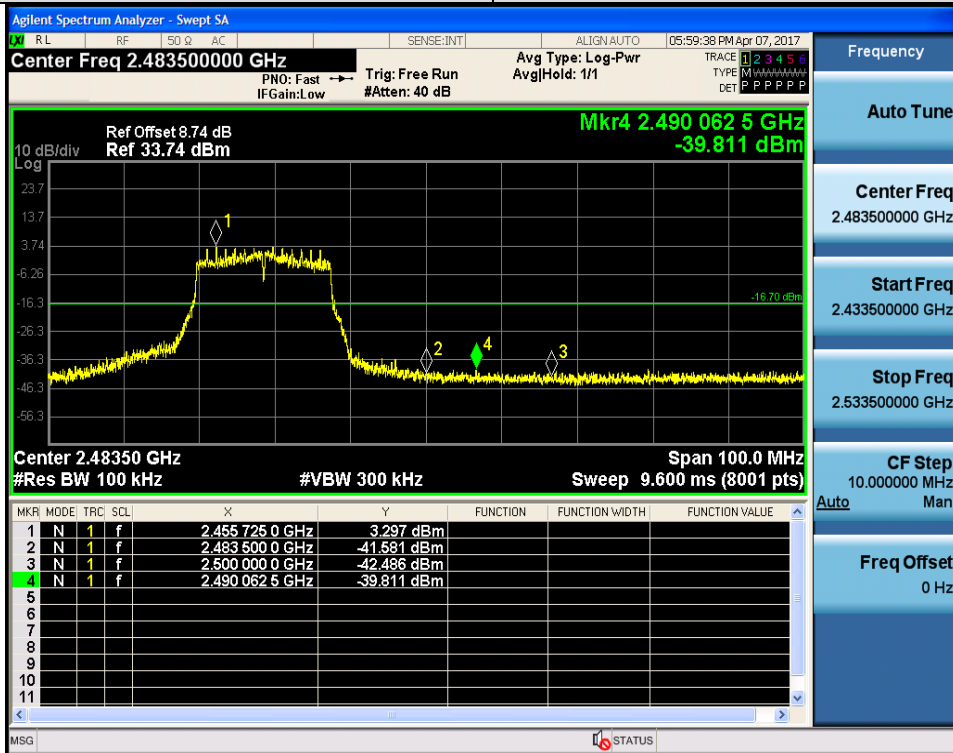 Agilent Spectrum Analyzer - Swept SA
LXI RL RF 50 Ω AC SENSE:INT ALIGN AUTO 05:59:38 PM Apr 07, 2017
Center Freq 2.483500000 GHz
PNO: Fast
IFGain:Low
Trig: Free Run
#Atten: 40 dB
Avg Type: Log-Pwr
Avg|Hold: 1/1
TRACE 1 2 3 4 5 6
TYPE M
DET P P P P P P
Ref Offset 8.74 dB
10 dB/div Ref 33.74 dBm
Log
Mkr4 2.490 062 5 GHz
-39.811 dBm
23.7
13.7
3.74
-6.26
-16.3
-26.3
-36.3
-46.3
-56.3
1
2
4
3
-16.70 dBm
Center 2.48350 GHz Span 100.0 MHz
#Res BW 100 kHz #VBW 300 kHz Sweep 9.600 ms (8001 pts)
MKR MODE TRC SCL X Y FUNCTION FUNCTION WIDTH FUNCTION VALUE
1 N 1 f 2.455 725 0 GHz 3.297 dBm
2 N 1 f 2.483 500 0 GHz -41.581 dBm
3 N 1 f 2.500 000 0 GHz -42.486 dBm
4 N 1 f 2.490 062 5 GHz -39.811 dBm
5
6
7
8
9
10
11
MSG STATUS
Frequency
Auto Tune
Center Freq
2.483500000 GHz
Start Freq
2.433500000 GHz
Stop Freq
2.533500000 GHz
CF Step
10.000000 MHz
Auto Man
Freq Offset
0 Hz